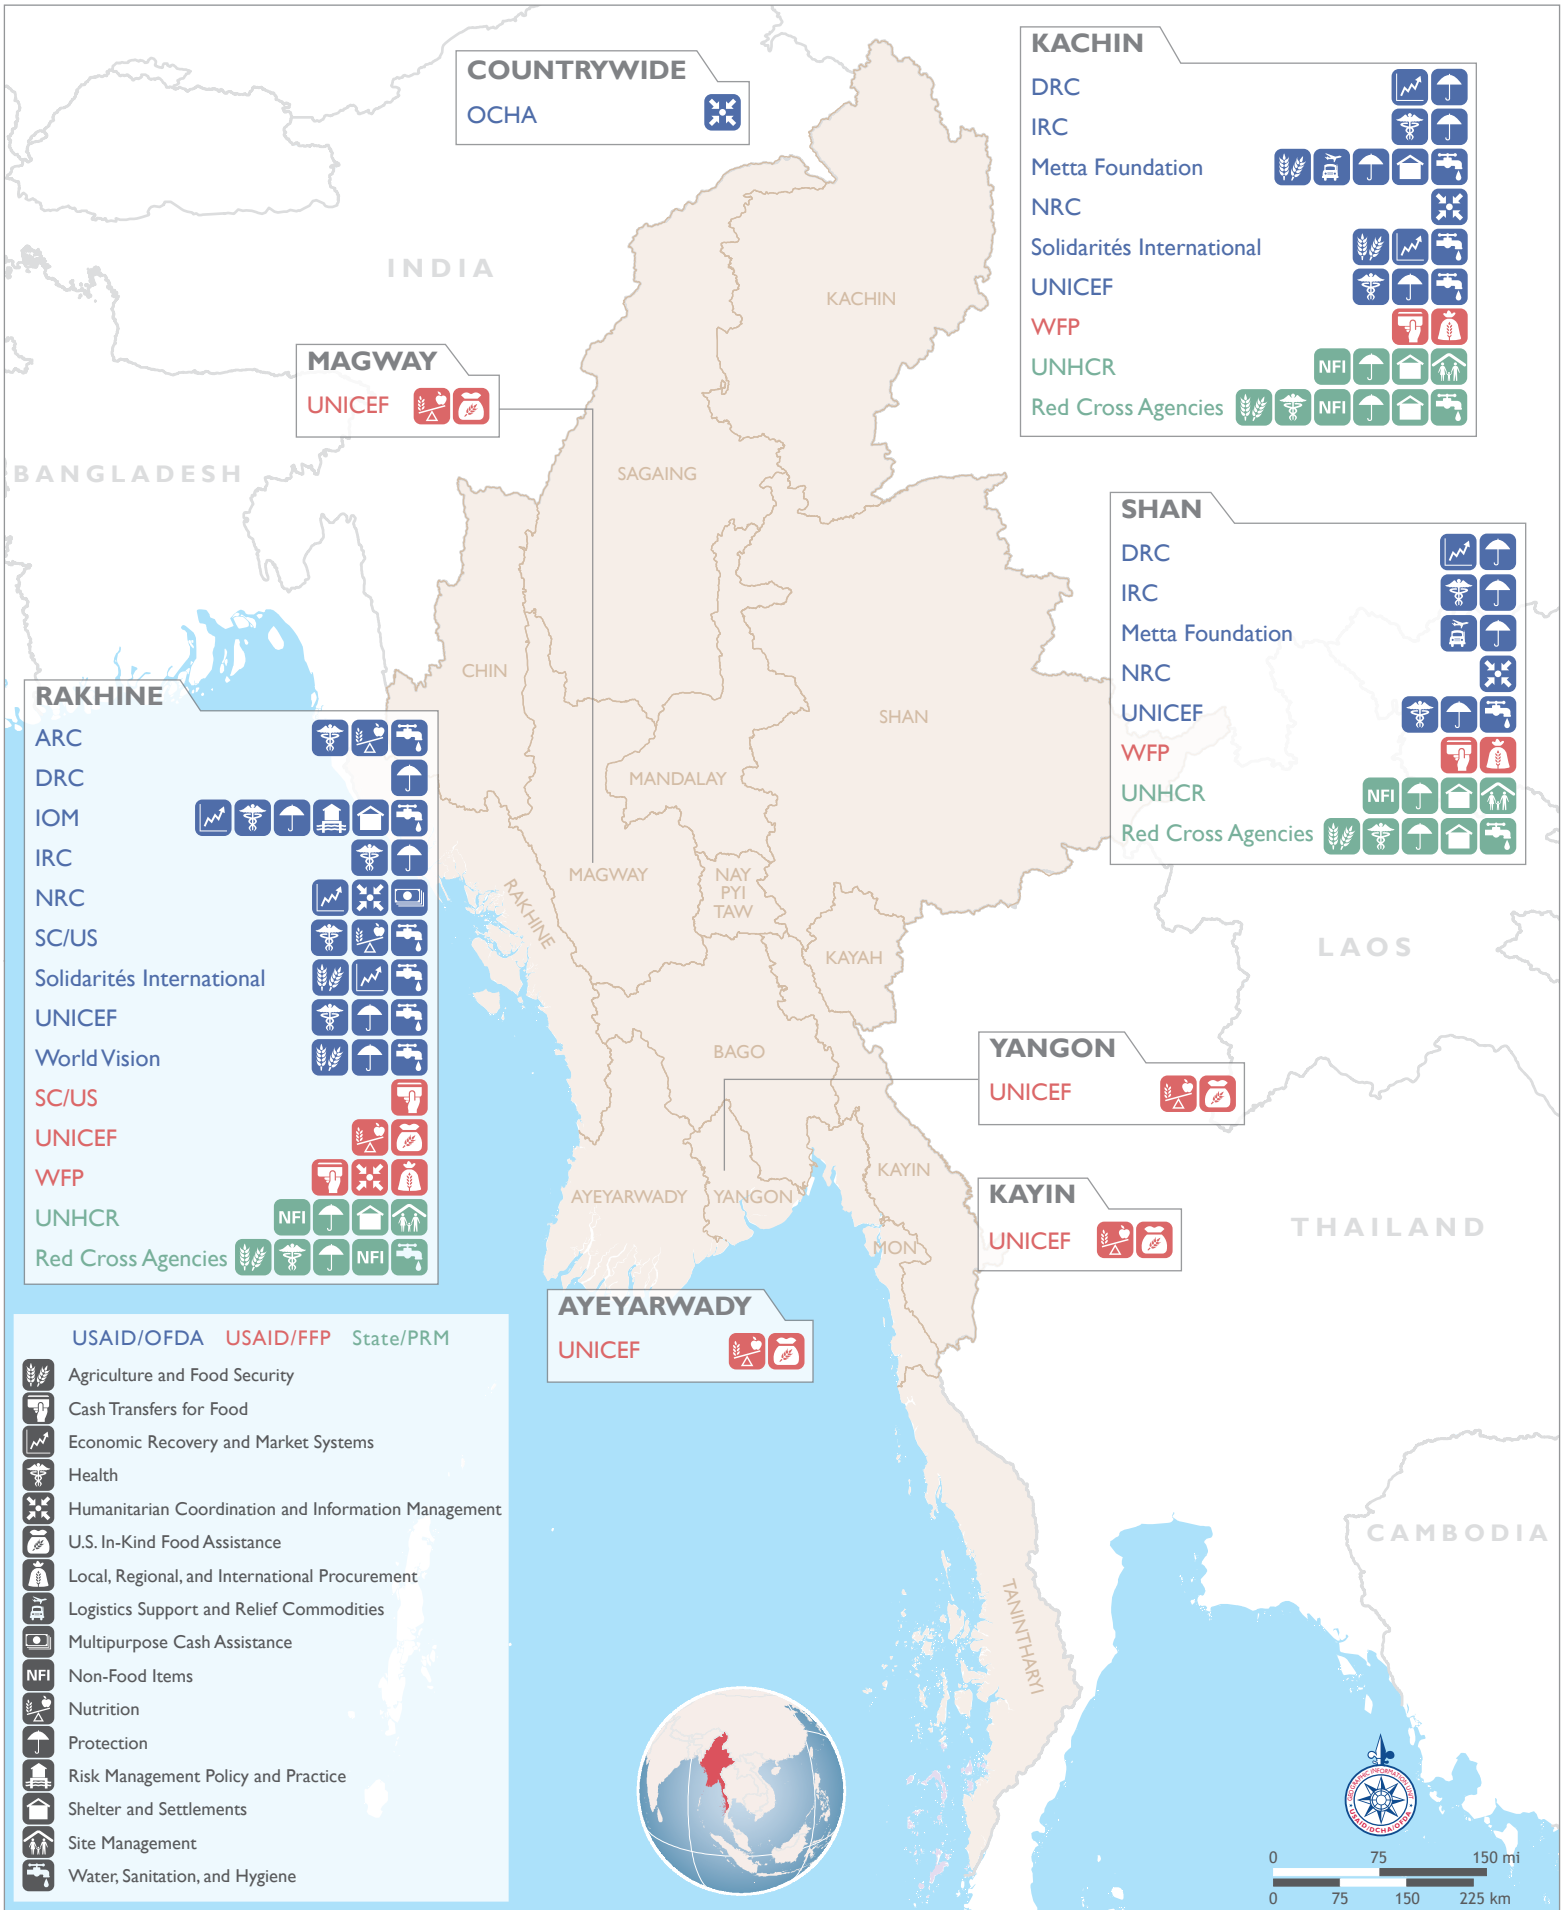 COUNTRYWIDE
OCHA
KACHIN
DRC
IRC
Metta Foundation
NRC
Solidarités International
UNICEF
WFP
UNHCR
NFI
Red Cross Agencies
NFI
INDIA
KACHIN
MAGWAY
UNICEF
BANGLADESH
SAGAING
SHAN
DRC
IRC
Metta Foundation
NRC
UNICEF
WFP
UNHCR
NFI
Red Cross Agencies
CHIN
SHAN
MANDALAY
MAGWAY
NAY
PYI
TAW
RAKHINE
KAYAH
LAOS
RAKHINE
ARC
DRC
IOM
IRC
NRC
SC/US
Solidarités International
UNICEF
World Vision
SC/US
UNICEF
WFP
UNHCR
NFI
Red Cross Agencies
NFI
BAGO
YANGON
UNICEF
KAYIN
AYEYARWADY
YANGON
KAYIN
UNICEF
MON
THAILAND
AYEYARWADY
UNICEF
USAID/OFDA USAID/FFP State/PRM
Agriculture and Food Security
Cash Transfers for Food
Economic Recovery and Market Systems
Health
Humanitarian Coordination and Information Management
U.S. In-Kind Food Assistance
Local, Regional, and International Procurement
Logistics Support and Relief Commodities
Multipurpose Cash Assistance
NFI Non-Food Items
Nutrition
Protection
Risk Management Policy and Practice
Shelter and Settlements
Site Management
Water, Sanitation, and Hygiene
CAMBODIA
TANINTHARYI
GEOGRAPHIC INFORMATION UNIT
USAID/DCHA/OFDA
0 75 150 mi
0 75 150 225 km